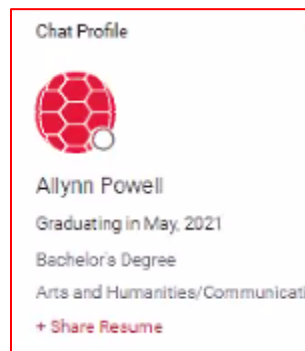 Chat Profile
Allynn Powell
Graduating in May, 2021
Bachelor's Degree
Arts and Humanities/Communicati
+ Share Resume